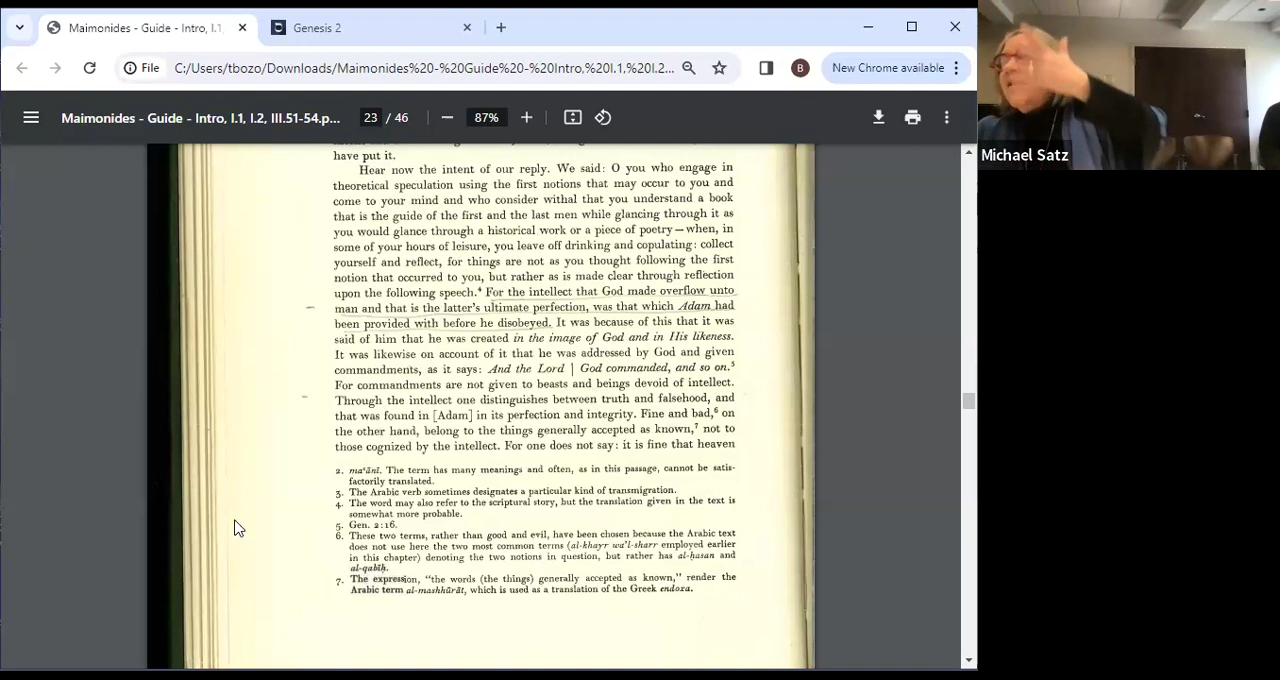 Maimonides - Guide - Intro, I.1,
Genesis 2
File
C:/Users/tbozo/Downloads/Maimonides%20-%20Guide%20-%20Intro,%20I.1,%20I.2...
B
New Chrome available
Maimonides - Guide - Intro, I.1, I.2, III.51-54.p...
23 / 46
87%
have put it.
Hear now the intent of our reply. We said: O you who engage in
theoretical speculation using the first notions that may occur to you and
come to your mind and who consider withal that you understand a book
that is the guide of the first and the last men while glancing through it as
you would glance through a historical work or a piece of poetry—when, in
some of your hours of leisure, you leave off drinking and copulating: collect
yourself and reflect, for things are not as you thought following the first
notion that occurred to you, but rather as is made clear through reflection
upon the following speech.⁴ For the intellect that God made overflow unto
man and that is the latter's ultimate perfection, was that which Adam had
been provided with before he disobeyed. It was because of this that it was
said of him that he was created in the image of God and in His likeness.
It was likewise on account of it that he was addressed by God and given
commandments, as it says: And the Lord | God commanded, and so on.⁵
For commandments are not given to beasts and beings devoid of intellect.
Through the intellect one distinguishes between truth and falsehood, and
that was found in [Adam] in its perfection and integrity. Fine and bad,⁶ on
the other hand, belong to the things generally accepted as known,⁷ not to
those cognized by the intellect. For one does not say: it is fine that heaven
2. maʿānī. The term has many meanings and often, as in this passage, cannot be satis-
factorily translated.
3. The Arabic verb sometimes designates a particular kind of transmigration.
4. The word may also refer to the scriptural story, but the translation given in the text is
somewhat more probable.
5. Gen. 2:16.
6. These two terms, rather than good and evil, have been chosen because the Arabic text
does not use here the two most common terms (al-khayr wa'l-sharr employed earlier
in this chapter) denoting the two notions in question, but rather has al-ḥasan and
al-qabīḥ.
7. The expression, "the words (the things) generally accepted as known," render the
Arabic term al-mashhūrāt, which is used as a translation of the Greek endoxa.
Michael Satz